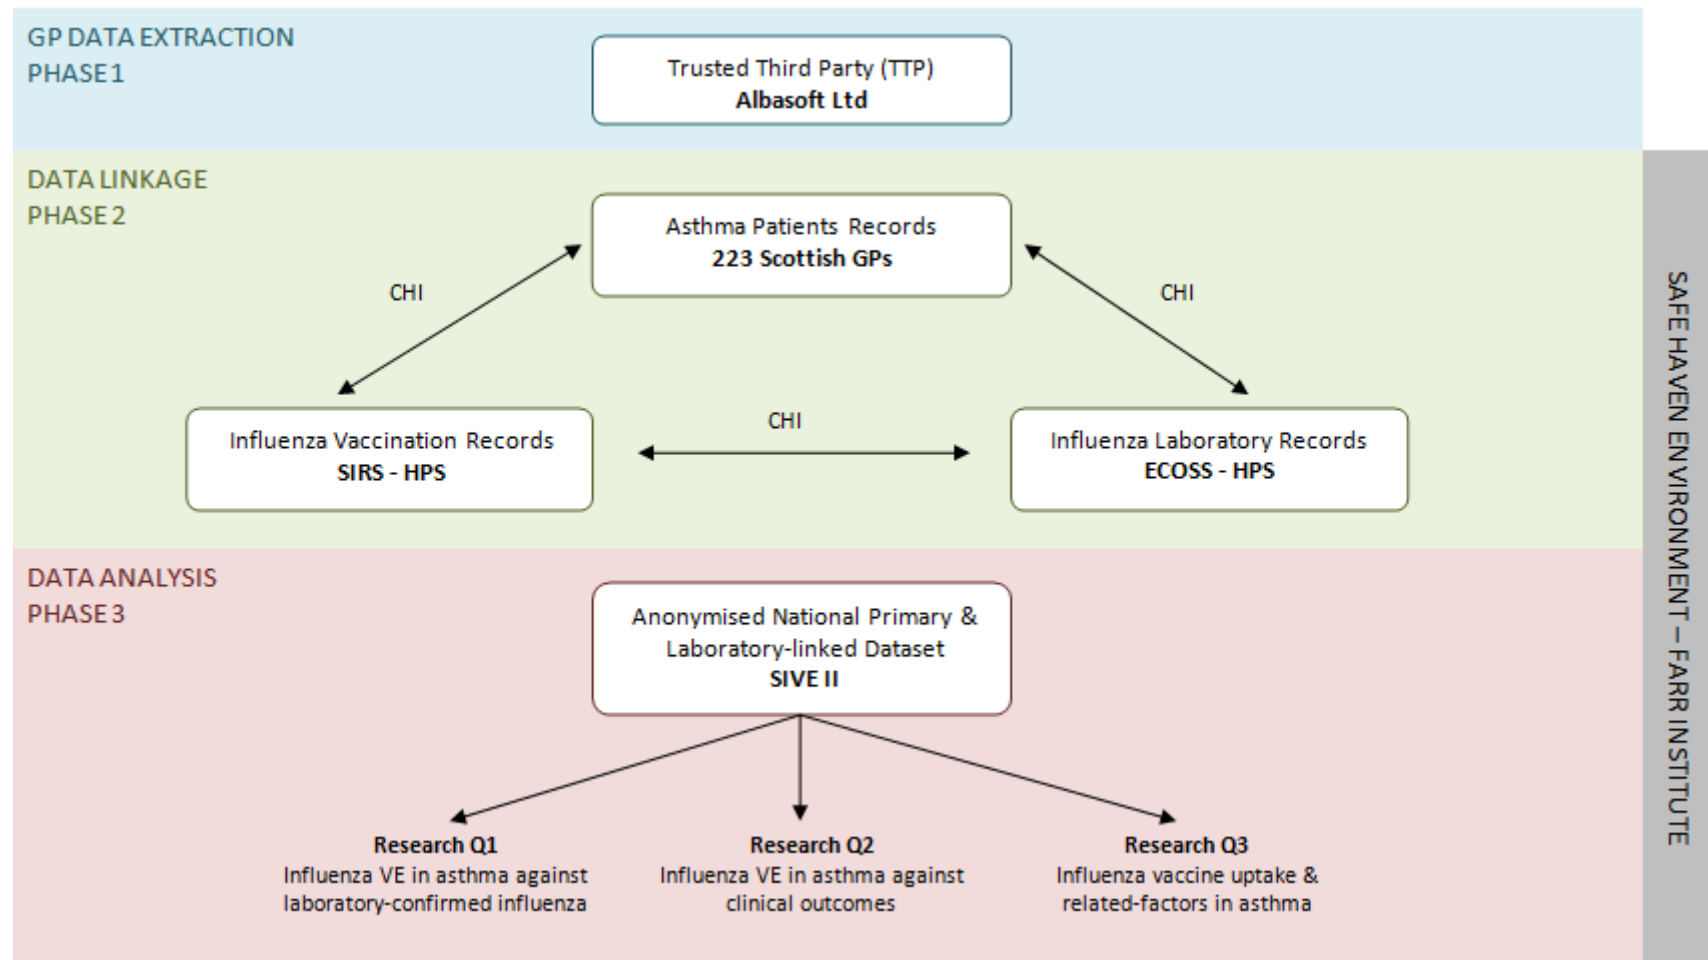 GP DATA EXTRACTION
PHASE 1
Trusted Third Party (TTP)
Albasoft Ltd
DATA LINKAGE
PHASE 2
Asthma Patients Records
223 Scottish GPs
CHI
CHI
CHI
Influenza Vaccination Records
SIRS - HPS
Influenza Laboratory Records
ECOSS - HPS
DATA ANALYSIS
PHASE 3
Anonymised National Primary &
Laboratory-linked Dataset
SIVE II
Research Q1
Influenza VE in asthma against
laboratory-confirmed influenza
Research Q2
Influenza VE in asthma against
clinical outcomes
Research Q3
Influenza vaccine uptake &
related-factors in asthma
SAFE HAVEN ENVIRONMENT – FARR INSTITUTE